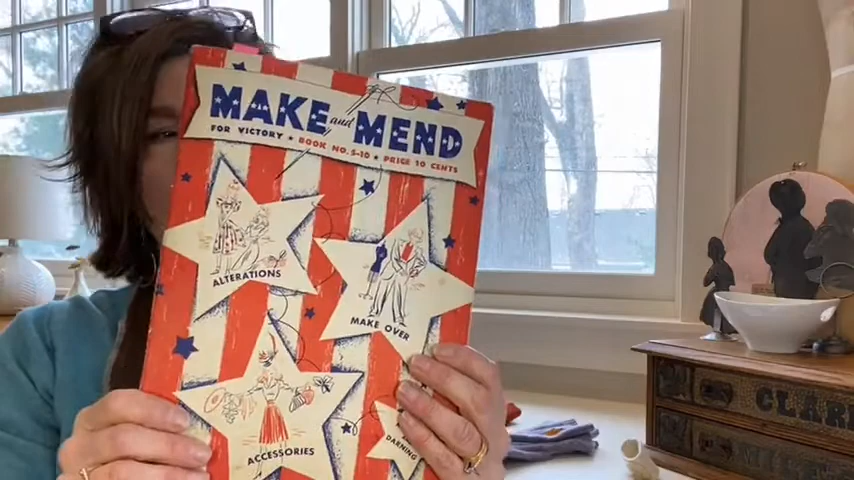 MAKE and MEND
FOR VICTORY • BOOK NO. S-10 • PRICE 10 CENTS
ALTERATIONS
MAKE OVER
ACCESSORIES
DARNING
CLARK